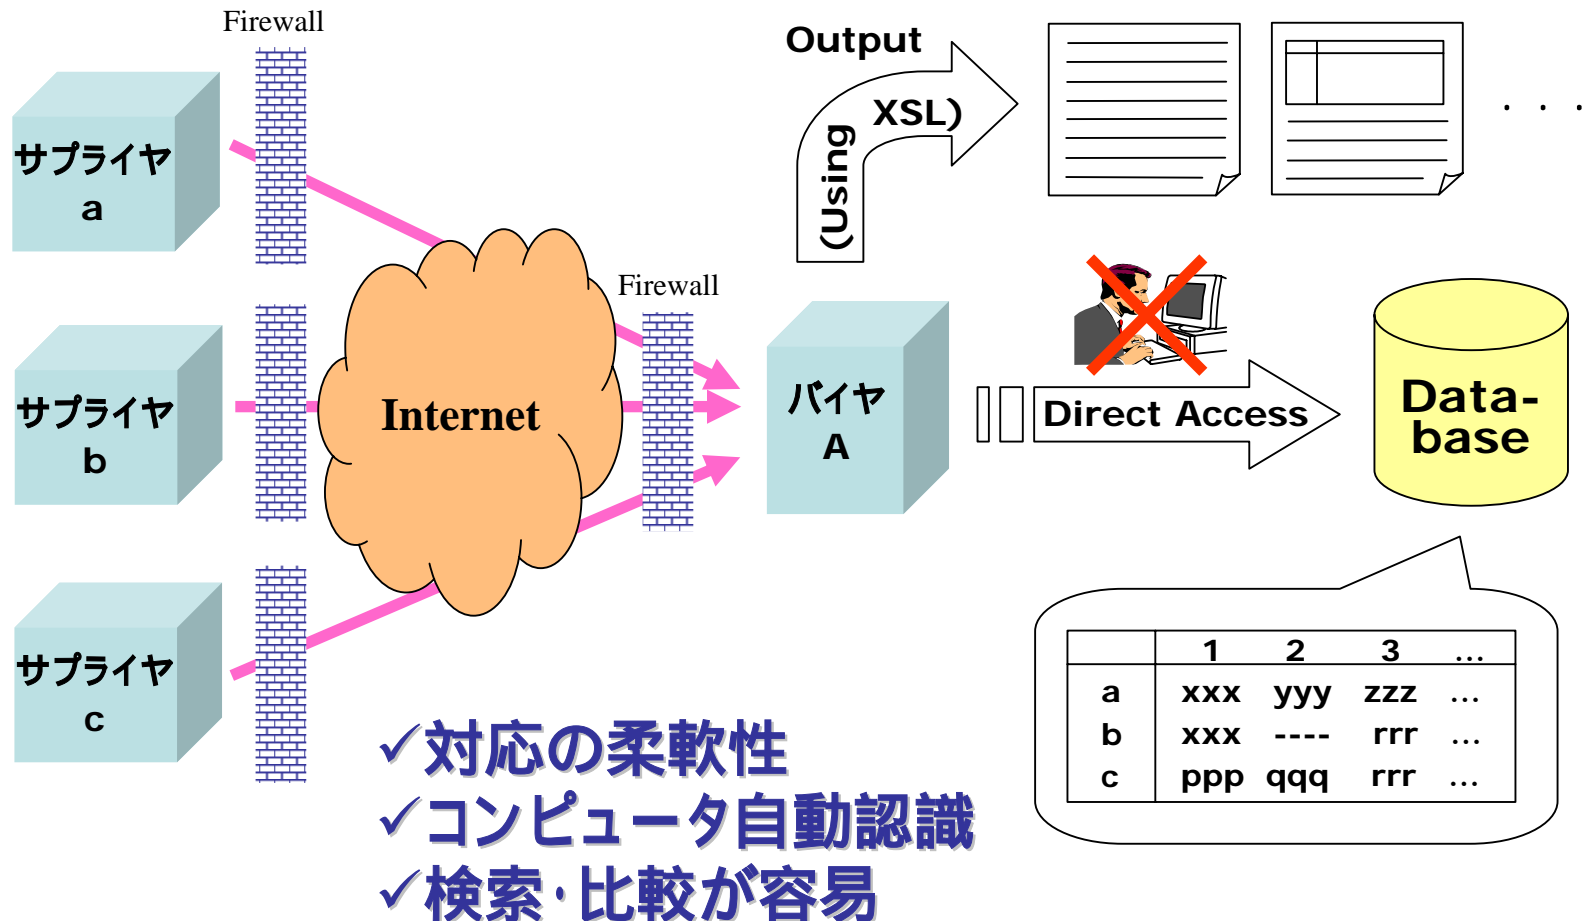 Firewall
サプライヤ
a
サプライヤ
b
サプライヤ
c
Internet
Firewall
バイヤ
A
Output
(Using XSL)
. . .
Direct Access
Data-
base
1 2 3 ...
a xxx yyy zzz ...
b xxx ---- rrr ...
c ppp qqq rrr ...
✓対応の柔軟性
✓コンピュータ自動認識
✓検索・比較が容易